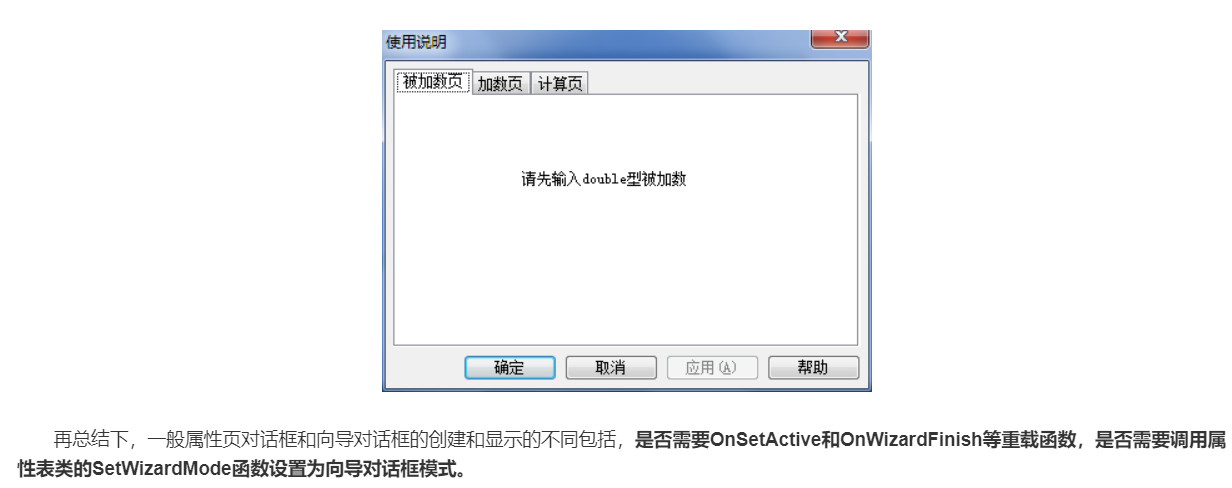 使用说明
被加数页 加数页 计算页
请先输入double型被加数
确定 取消 应用(A) 帮助
再总结下，一般属性页对话框和向导对话框的创建和显示的不同包括，是否需要OnSetActive和OnWizardFinish等重载函数，是否需要调用属
性表类的SetWizardMode函数设置为向导对话框模式。